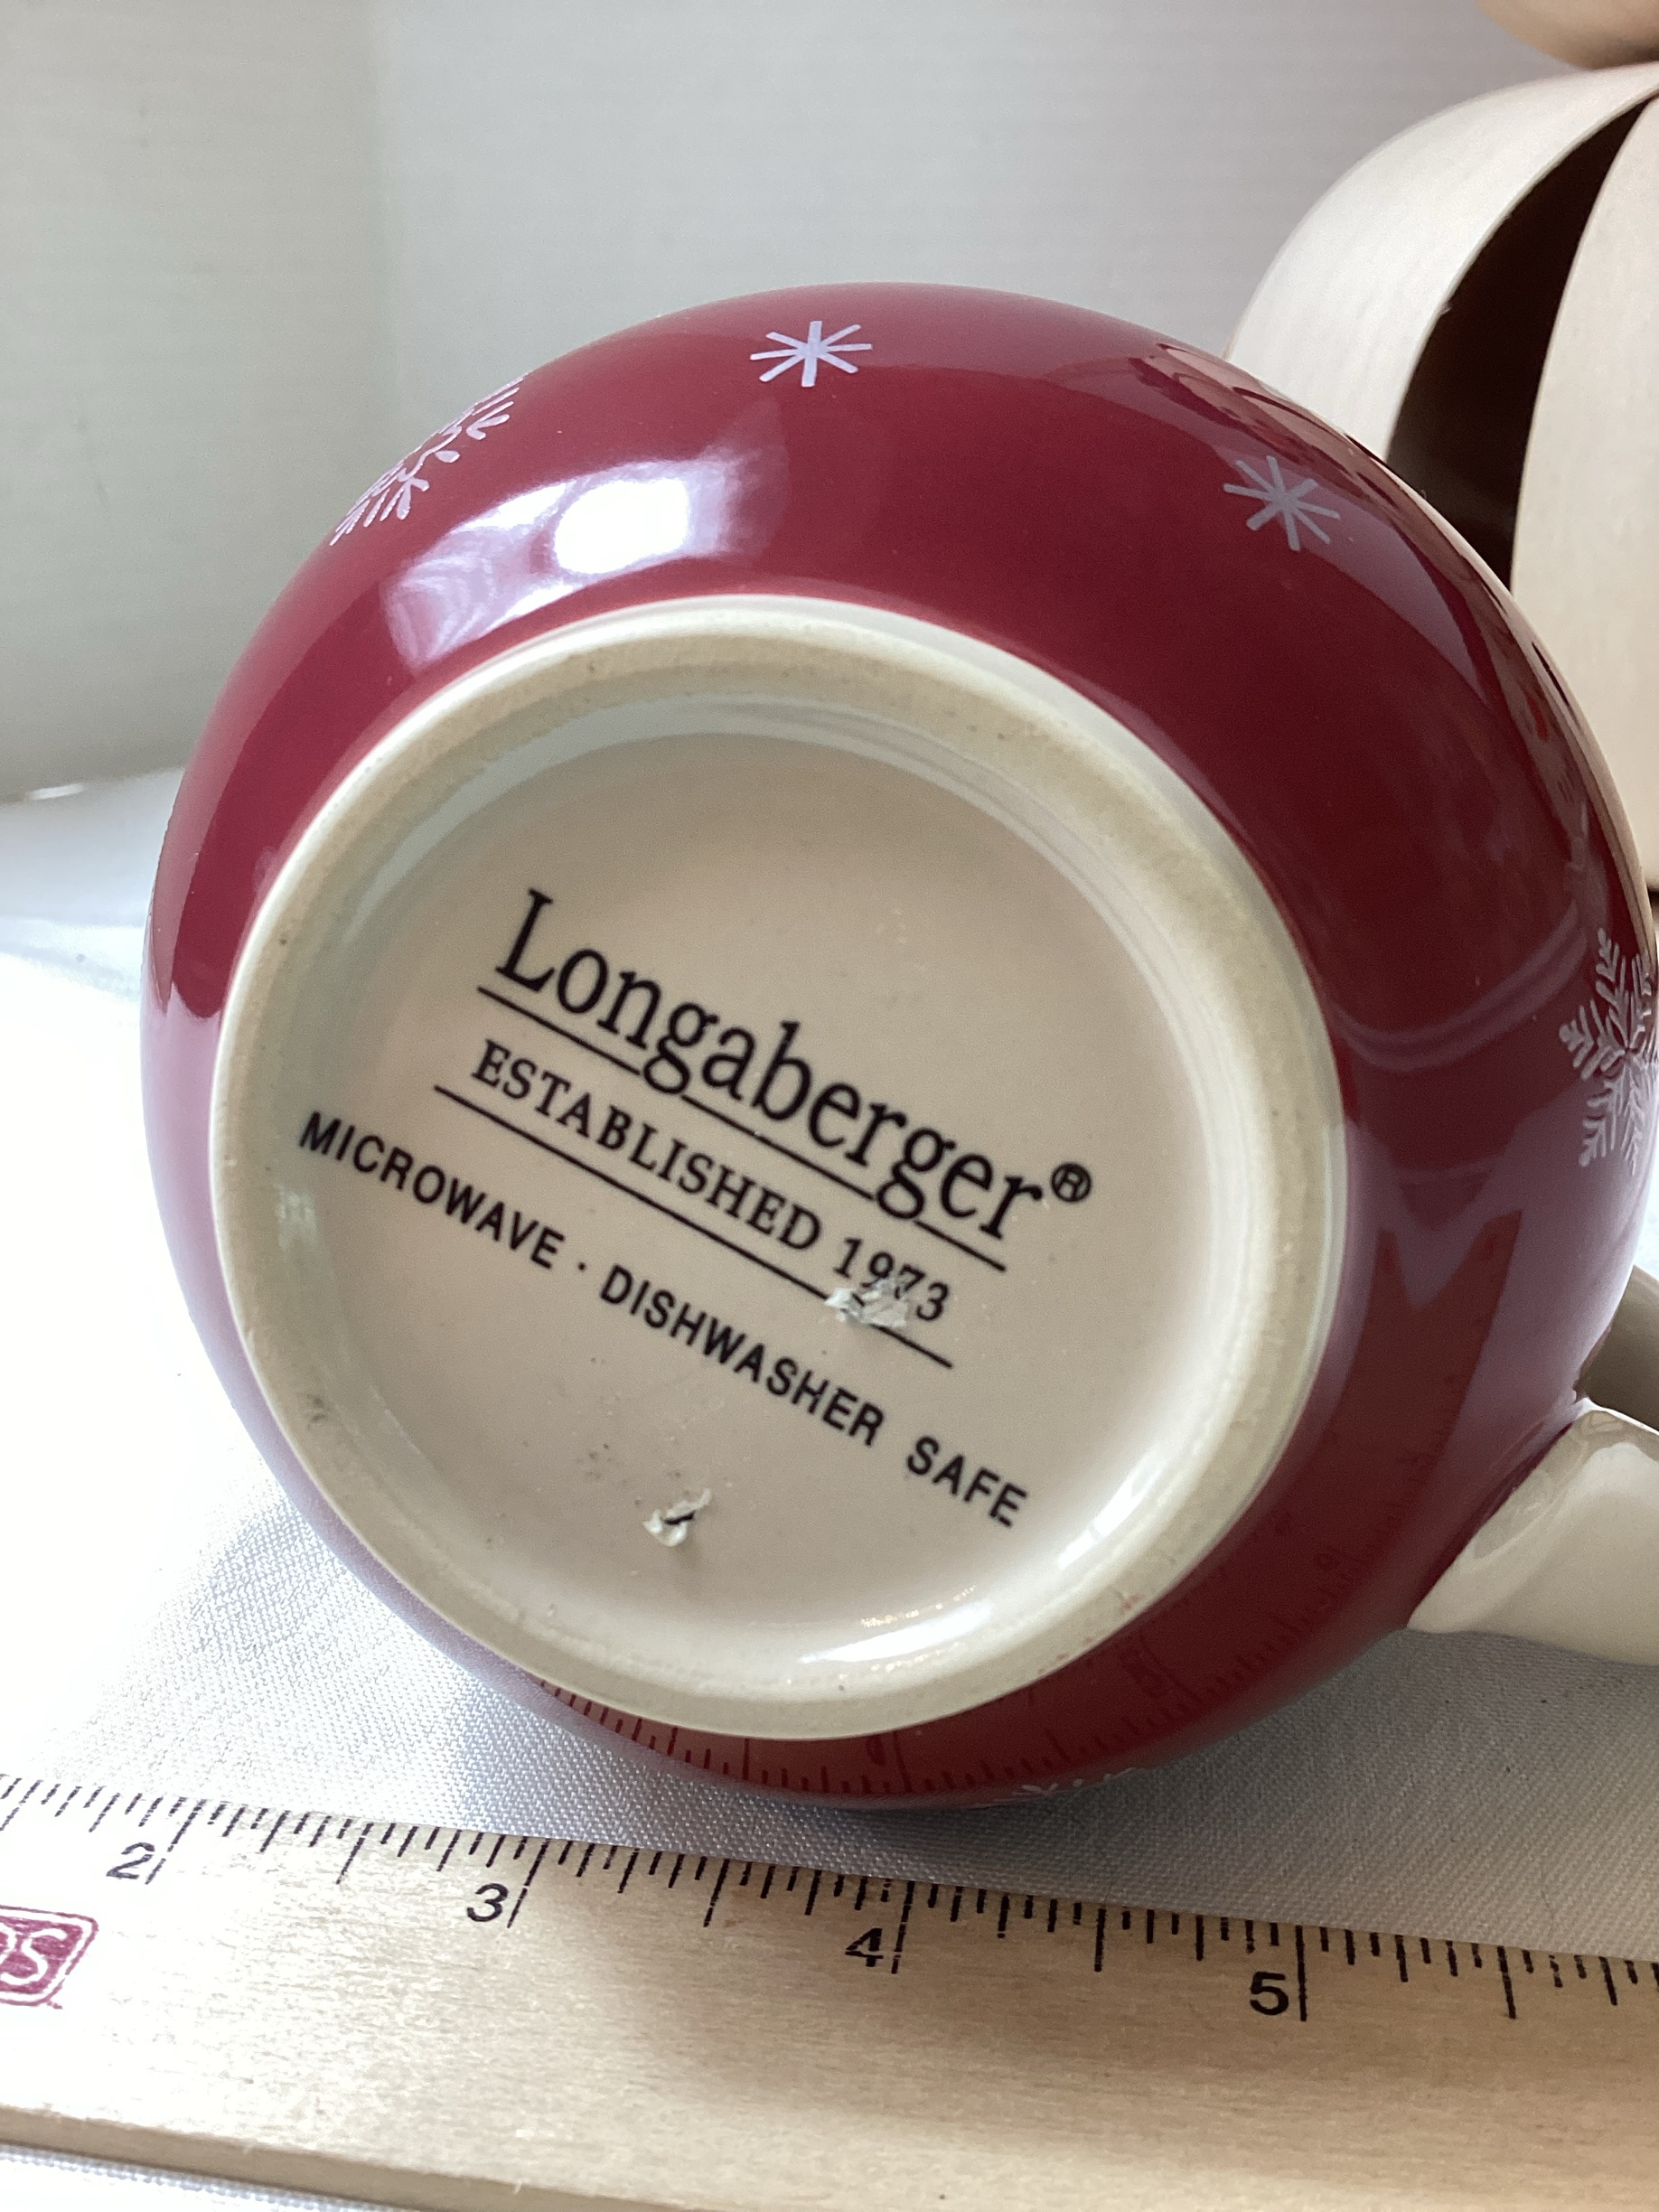 Longaberger®
ESTABLISHED 1973
MICROWAVE · DISHWASHER SAFE
2 3 4 5